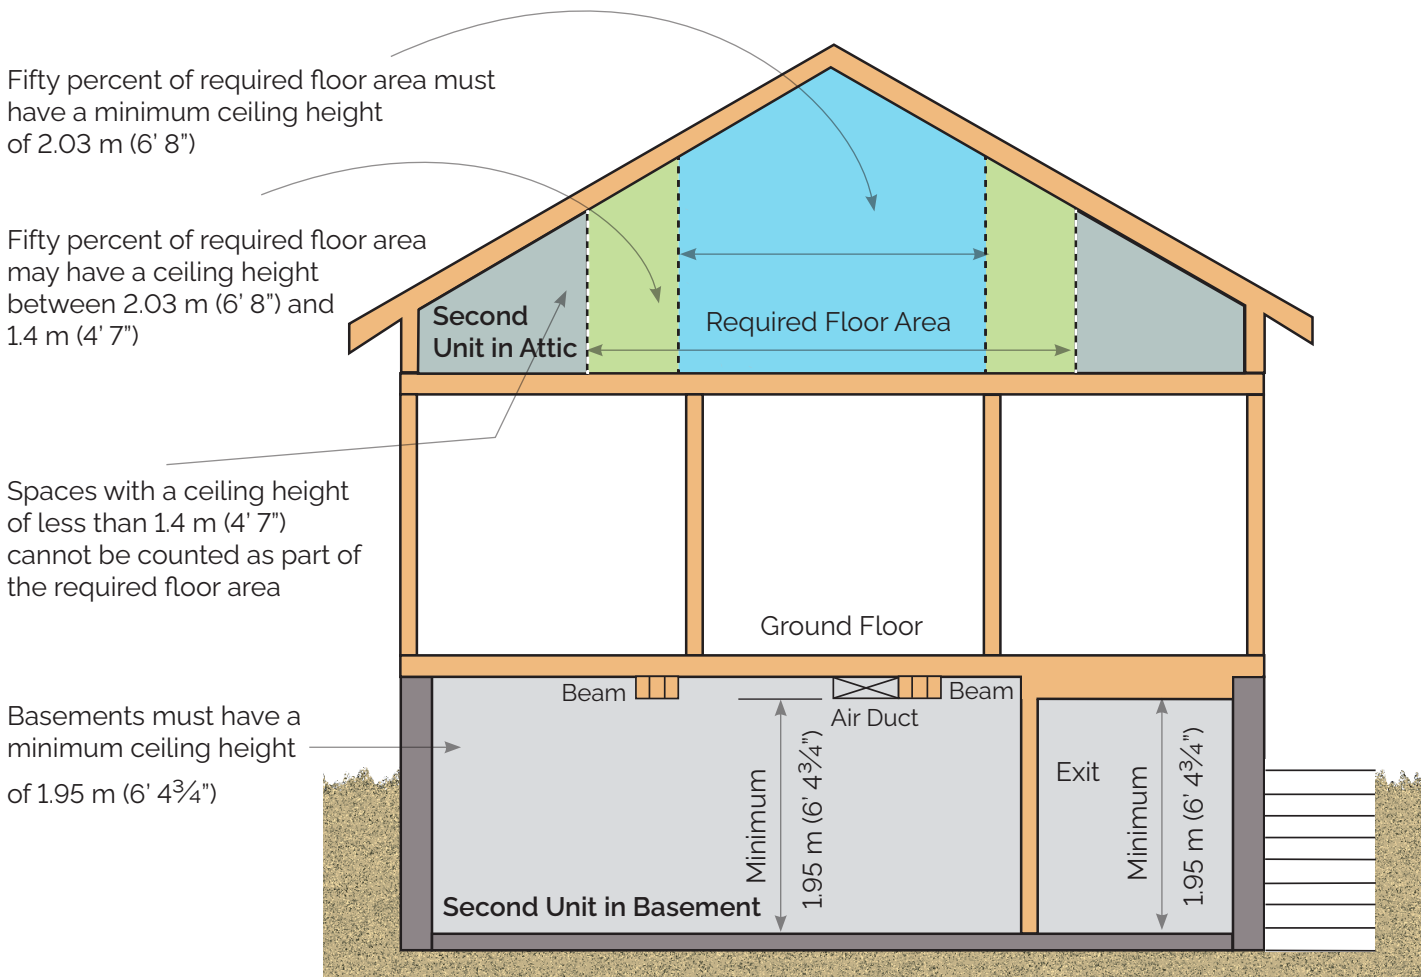 Fifty percent of required floor area must
have a minimum ceiling height
of 2.03 m (6' 8")
Fifty percent of required floor area
may have a ceiling height
between 2.03 m (6' 8") and
1.4 m (4' 7")
Second
Unit in Attic
Required Floor Area
Spaces with a ceiling height
of less than 1.4 m (4' 7")
cannot be counted as part of
the required floor area
Ground Floor
Beam
Beam
Air Duct
Basements must have a
minimum ceiling height
of 1.95 m (6' 4¾")
Minimum
1.95 m (6' 4¾")
Exit
Minimum
1.95 m (6' 4¾")
Second Unit in Basement